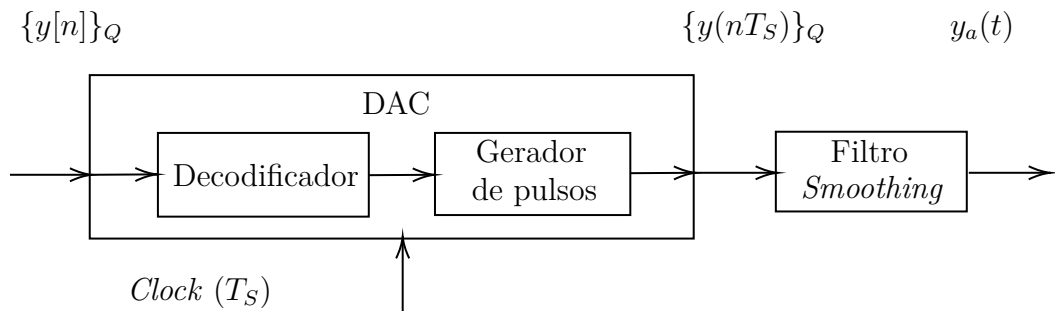 {y[n]}_Q
{y(nT_S)}_Q
y_a(t)
DAC
Decodificador
Gerador
de pulsos
Filtro
Smoothing
Clock (T_S)